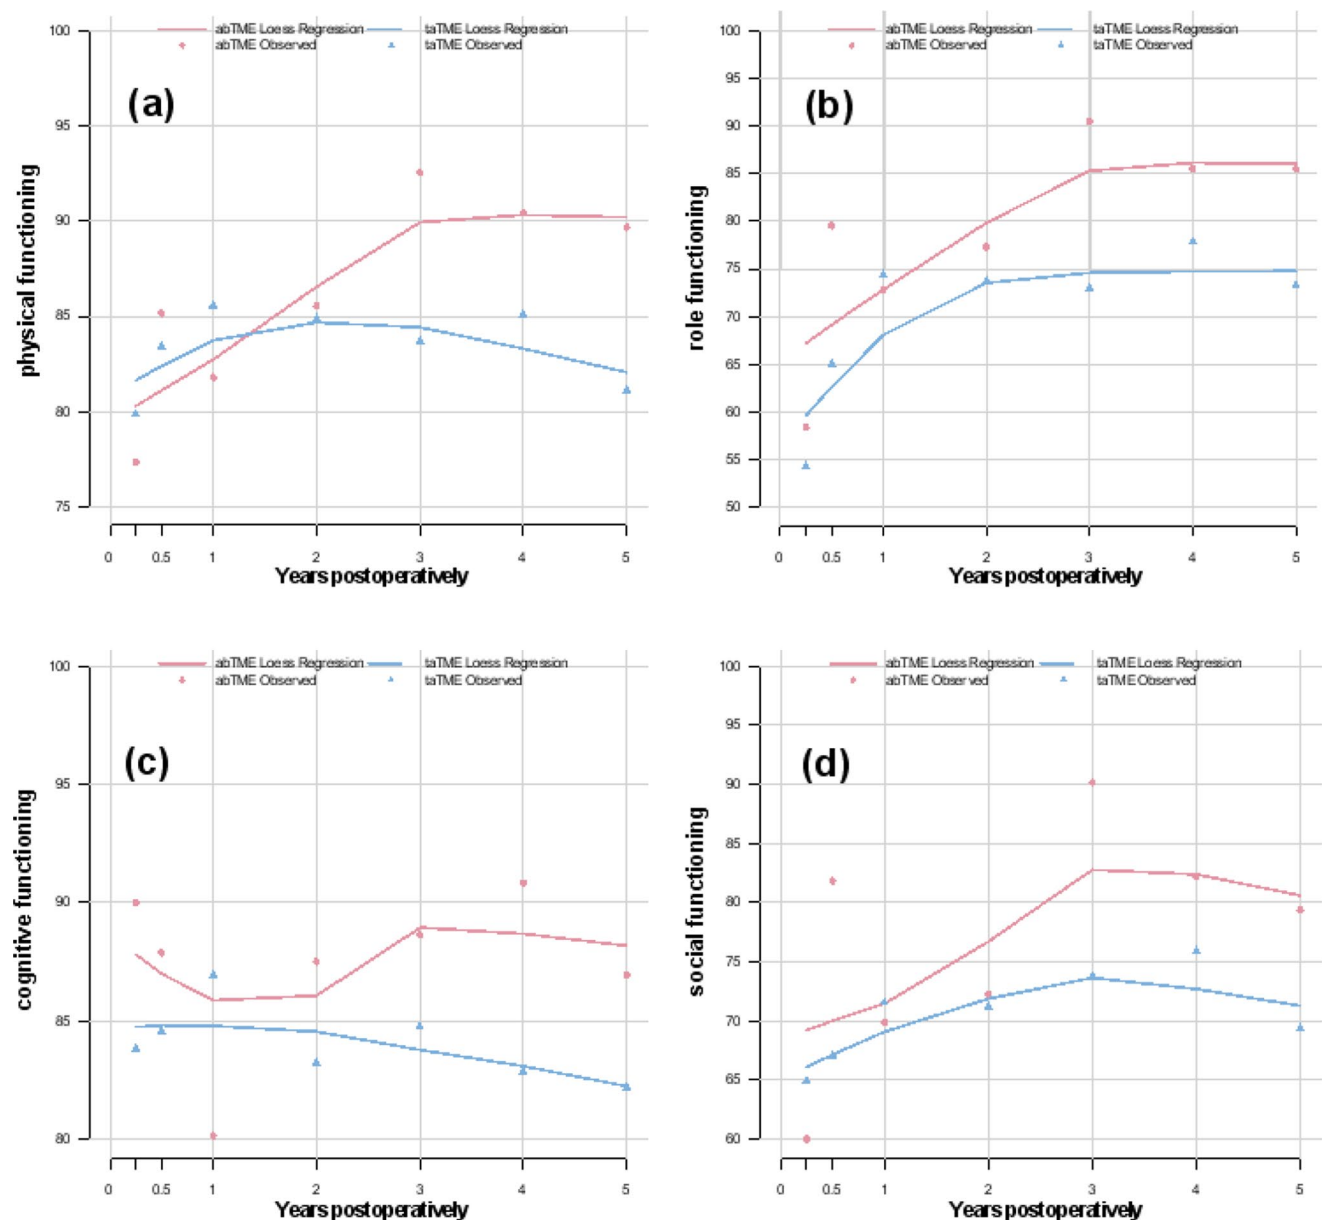 abTME Loess Regression taTME Loess Regression
abTME Observed taTME Observed
(a)
physical functioning
100
95
90
85
80
75
0 0.5 1 2 3 4 5
Years postoperatively
abTME Loess Regression taTME Loess Regression
abTME Observed taTME Observed
(b)
role functioning
100
95
90
85
80
75
70
65
60
55
50
0 0.5 1 2 3 4 5
Years postoperatively
abTME Loess Regression taTME Loess Regression
abTME Observed taTME Observed
(c)
cognitive functioning
100
95
90
85
80
0 0.5 1 2 3 4 5
Years postoperatively
abTME Loess Regression taTME Loess Regression
abTME Observed taTME Observed
(d)
social functioning
100
95
90
85
80
75
70
65
60
0 0.5 1 2 3 4 5
Years postoperatively